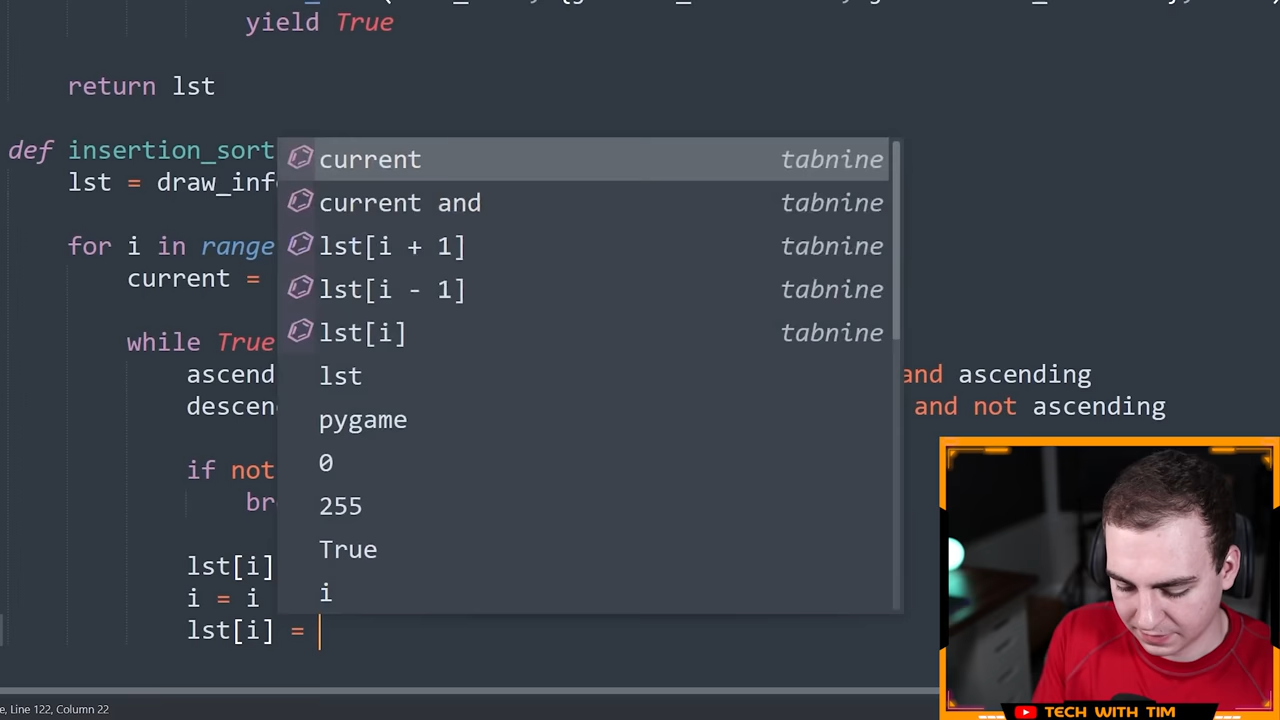 yield True
return lst
def insertion_sort
lst = draw_info
for i in range
current =
while True
ascend and ascending
descen and not ascending
if not
bre
lst[i]
i = i
lst[i] =
current tabnine
current and tabnine
lst[i + 1] tabnine
lst[i - 1] tabnine
lst[i] tabnine
lst
pygame
0
255
True
i
e, Line 122, Column 22
TECH WITH TIM